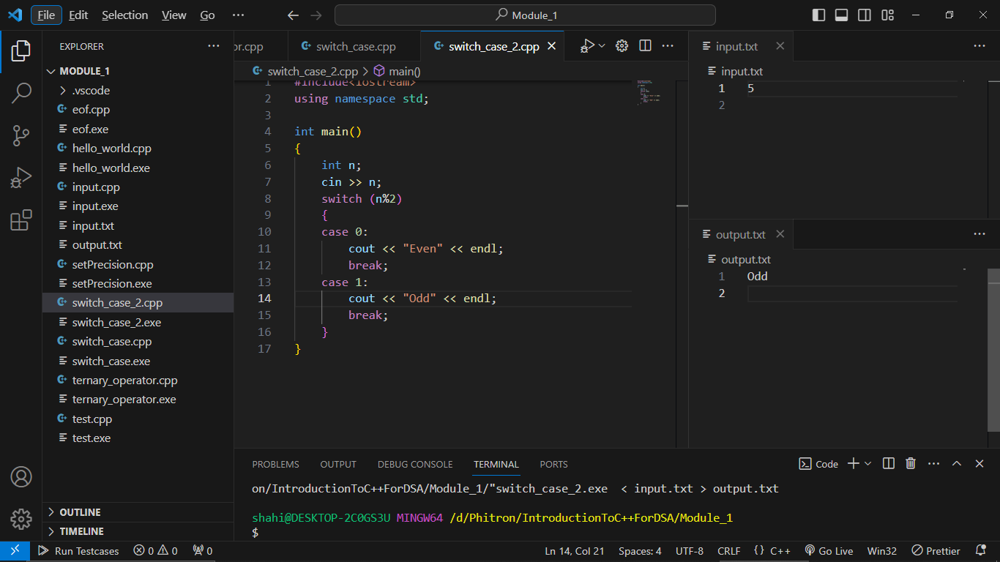 File Edit Selection View Go ···
Module_1
EXPLORER
MODULE_1
.vscode
eof.cpp
eof.exe
hello_world.cpp
hello_world.exe
input.cpp
input.exe
input.txt
output.txt
setPrecision.cpp
setPrecision.exe
switch_case_2.cpp
switch_case_2.exe
switch_case.cpp
switch_case.exe
ternary_operator.cpp
ternary_operator.exe
test.cpp
test.exe
OUTLINE
TIMELINE
or.cpp switch_case.cpp switch_case_2.cpp
switch_case_2.cpp > main()
1 #include<iostream>
2 using namespace std;
3
4 int main()
5 {
6 int n;
7 cin >> n;
8 switch (n%2)
9 {
10 case 0:
11 cout << "Even" << endl;
12 break;
13 case 1:
14 cout << "Odd" << endl;
15 break;
16 }
17 }
input.txt
input.txt
1 5
2
output.txt
output.txt
1 Odd
2
PROBLEMS OUTPUT DEBUG CONSOLE TERMINAL PORTS
Code
on/IntroductionToC++ForDSA/Module_1/"switch_case_2.exe < input.txt > output.txt
shahi@DESKTOP-2C0GS3U MINGW64 /d/Phitron/IntroductionToC++ForDSA/Module_1
$
Run Testcases 0 0 0
Ln 14, Col 21 Spaces: 4 UTF-8 CRLF {} C++ Go Live Win32 Prettier